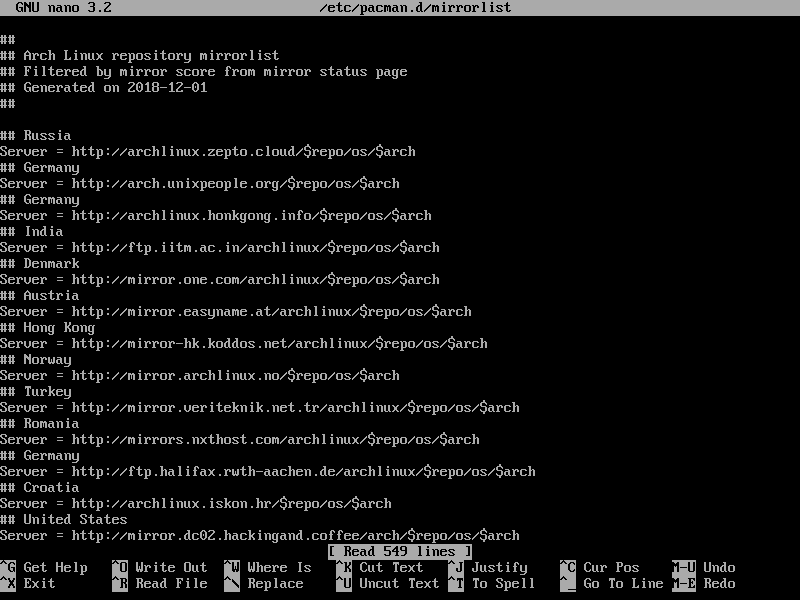 GNU nano 3.2 /etc/pacman.d/mirrorlist
##
## Arch Linux repository mirrorlist
## Filtered by mirror score from mirror status page
## Generated on 2018-12-01
##
## Russia
Server = http://archlinux.zepto.cloud/$repo/os/$arch
## Germany
Server = http://arch.unixpeople.org/$repo/os/$arch
## Germany
Server = http://archlinux.honkgong.info/$repo/os/$arch
## India
Server = http://ftp.iitm.ac.in/archlinux/$repo/os/$arch
## Denmark
Server = http://mirror.one.com/archlinux/$repo/os/$arch
## Austria
Server = http://mirror.easyname.at/archlinux/$repo/os/$arch
## Hong Kong
Server = http://mirror-hk.koddos.net/archlinux/$repo/os/$arch
## Norway
Server = http://mirror.archlinux.no/$repo/os/$arch
## Turkey
Server = http://mirror.veriteknik.net.tr/archlinux/$repo/os/$arch
## Romania
Server = http://mirrors.nxthost.com/archlinux/$repo/os/$arch
## Germany
Server = http://ftp.halifax.rwth-aachen.de/archlinux/$repo/os/$arch
## Croatia
Server = http://archlinux.iskon.hr/$repo/os/$arch
## United States
Server = http://mirror.dc02.hackingand.coffee/arch/$repo/os/$arch
[ Read 549 lines ]
^G Get Help ^O Write Out ^W Where Is ^K Cut Text ^J Justify ^C Cur Pos M-U Undo
^X Exit ^R Read File ^\ Replace ^U Uncut Text ^T To Spell ^_ Go To Line M-E Redo